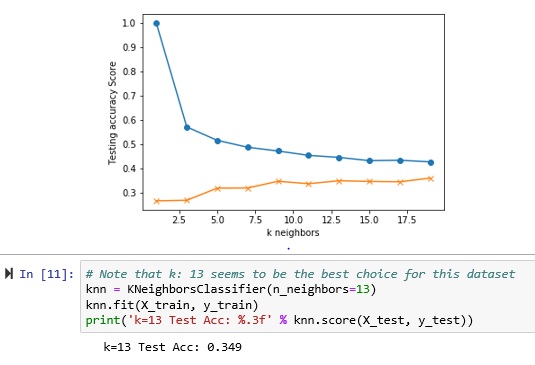 1.0
0.9
0.8
0.7
0.6
0.5
0.4
0.3
Testing accuracy Score
2.5 5.0 7.5 10.0 12.5 15.0 17.5
k neighbors
In [11]: # Note that k: 13 seems to be the best choice for this dataset
knn = KNeighborsClassifier(n_neighbors=13)
knn.fit(X_train, y_train)
print('k=13 Test Acc: %.3f' % knn.score(X_test, y_test))
k=13 Test Acc: 0.349